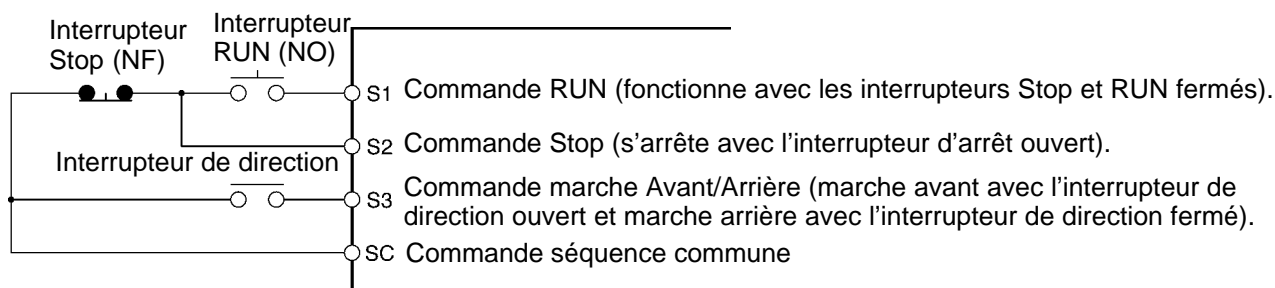 Interrupteur
Stop (NF)
Interrupteur
RUN (NO)
S1 Commande RUN (fonctionne avec les interrupteurs Stop et RUN fermés).
S2 Commande Stop (s’arrête avec l’interrupteur d’arrêt ouvert).
Interrupteur de direction
S3 Commande marche Avant/Arrière (marche avant avec l’interrupteur de
direction ouvert et marche arrière avec l’interrupteur de direction fermé).
SC Commande séquence commune